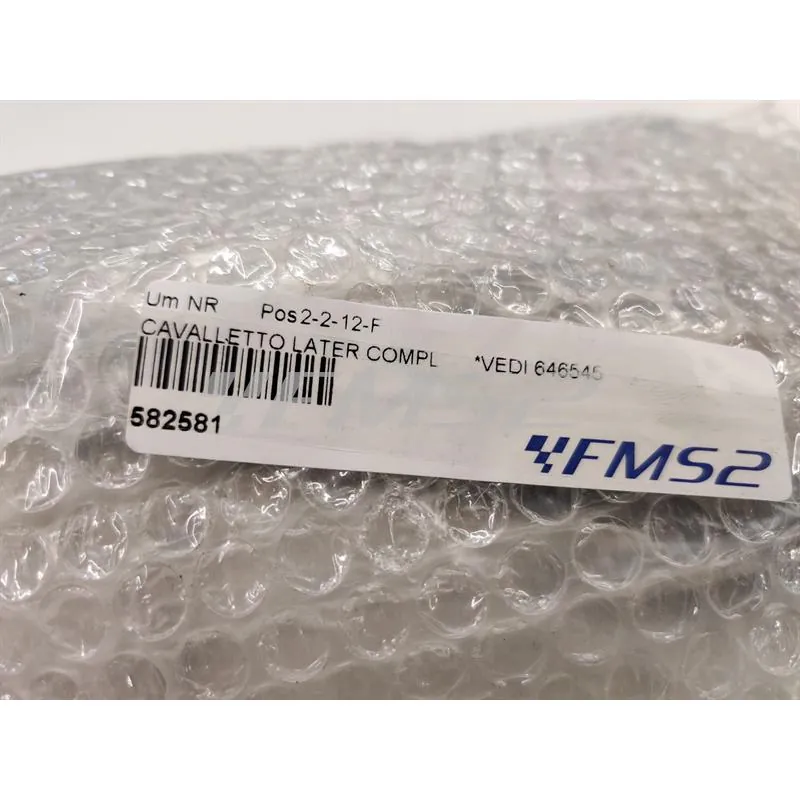 Um NR Pos2-2-12-F
CAVALLETTO LATER COMPL *VEDI 646545
582581
FMS2